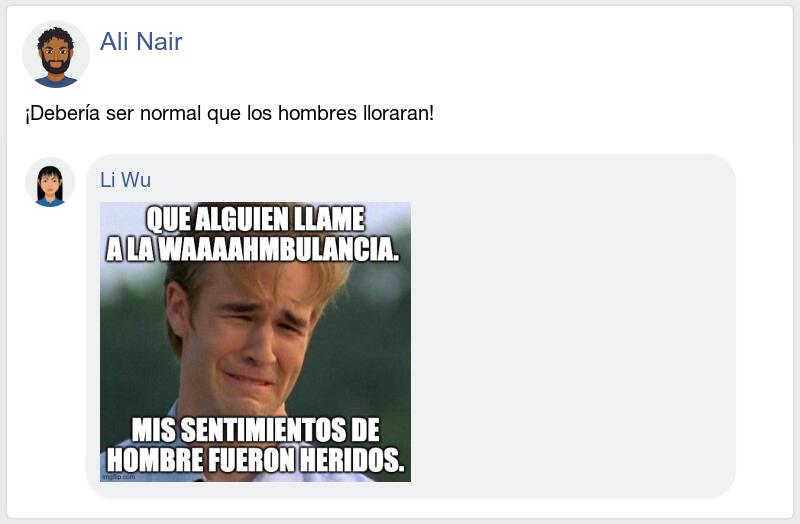 Ali Nair
¡Debería ser normal que los hombres lloraran!
Li Wu
QUE ALGUIEN LLAME
A LA WAAAAHMBULANCIA.
MIS SENTIMIENTOS DE
HOMBRE FUERON HERIDOS.
imgflip.com